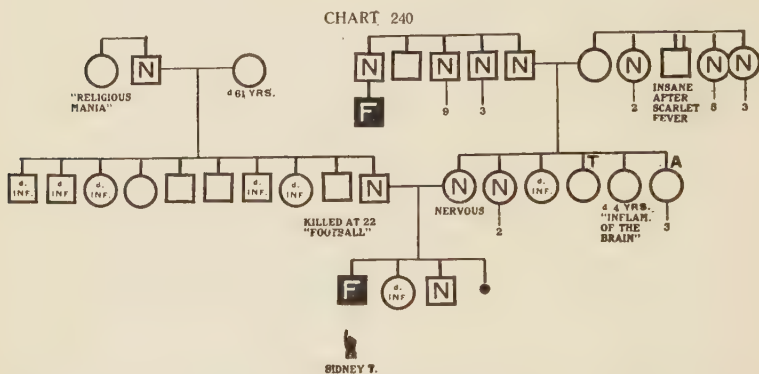 CHART 240
N
N
N
N
N
N
N
N
"RELIGIOUS
MANIA"
d 61 YRS.
F
9
3
2
INSANE
AFTER
SCARLET
FEVER
8
3
d.
INF.
d
INF.
d.
INF
d.
INF.
d.
INF
N
N
N
d.
INF
T
A
KILLED AT 22
"FOOTBALL"
NERVOUS
2
d 4 YRS.
"INFLAM.
OF THE
BRAIN"
3
F
d.
INF
N
SIDNEY T.